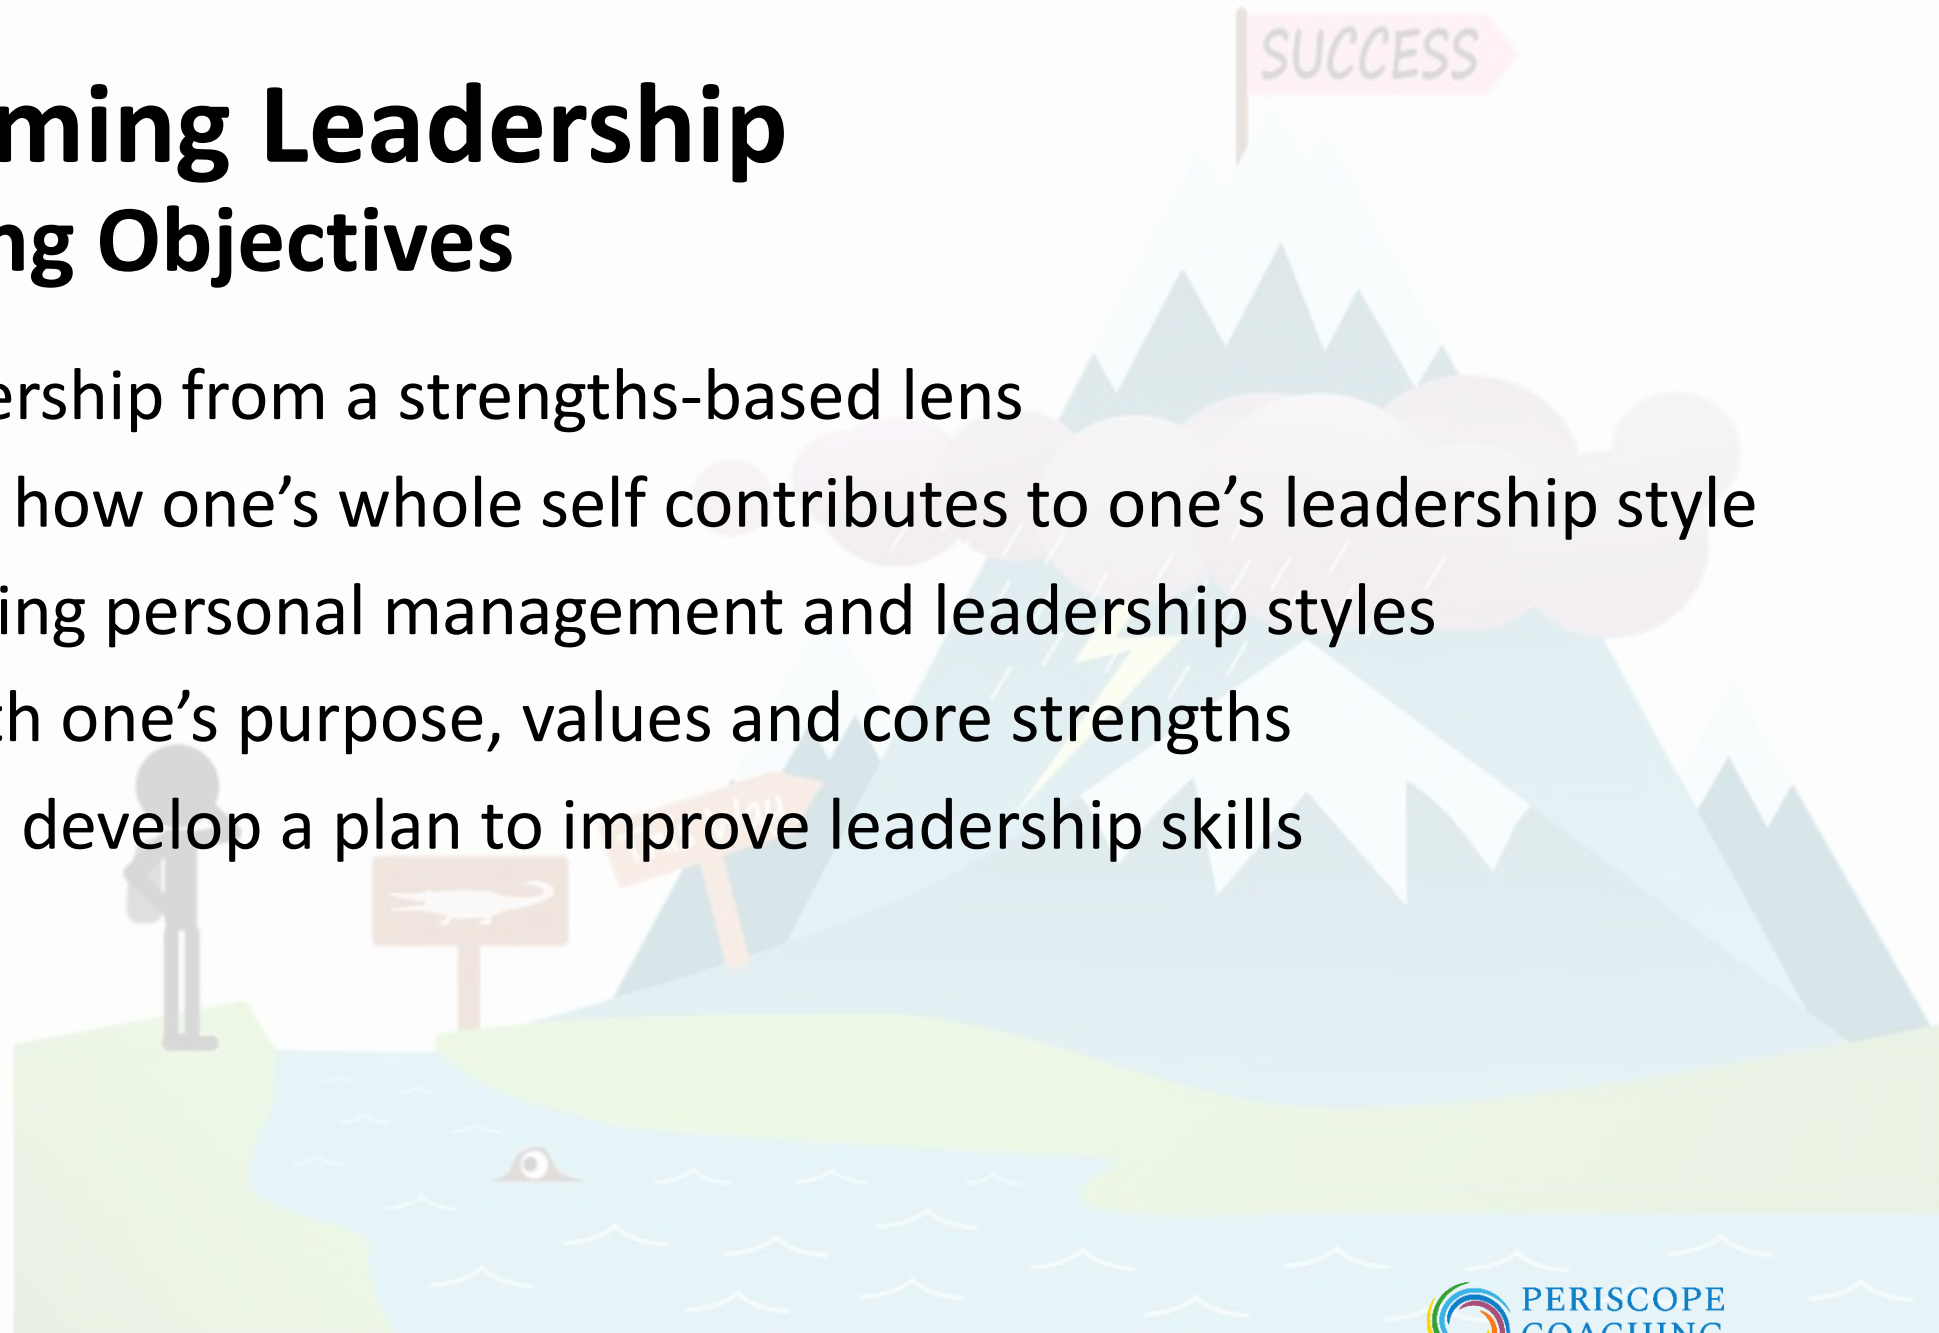 SUCCESS
ming Leadership
ng Objectives
ership from a strengths-based lens
how one’s whole self contributes to one’s leadership style
ing personal management and leadership styles
th one’s purpose, values and core strengths
develop a plan to improve leadership skills
PERISCOPE
COACHING